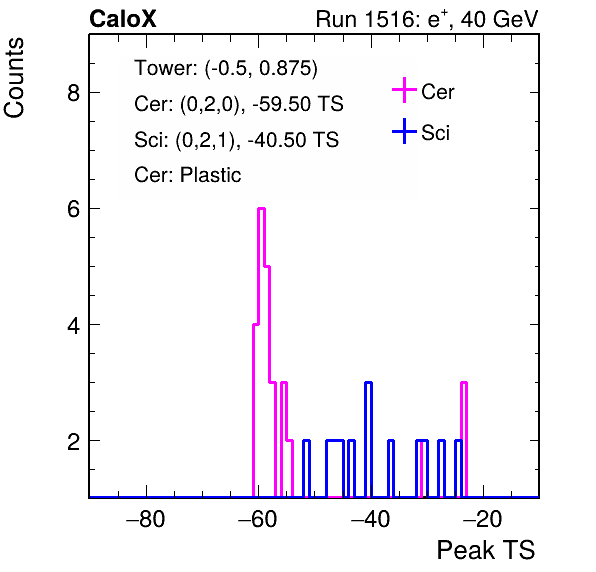 CaloX Run 1516: e⁺, 40 GeV
Counts
Tower: (-0.5, 0.875)
Cer: (0,2,0), -59.50 TS
Sci: (0,2,1), -40.50 TS
Cer: Plastic
Cer
Sci
8
6
4
2
−80 −60 −40 −20
Peak TS